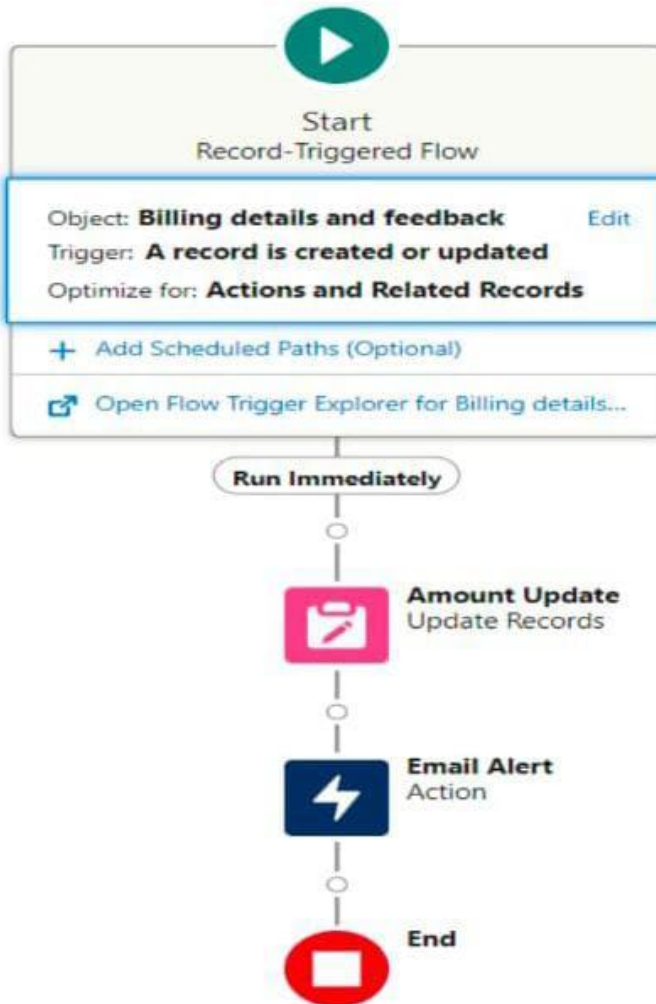 Start
Record-Triggered Flow
Object: Billing details and feedback Edit
Trigger: A record is created or updated
Optimize for: Actions and Related Records
+ Add Scheduled Paths (Optional)
Open Flow Trigger Explorer for Billing details...
Run Immediately
Amount Update
Update Records
Email Alert
Action
End